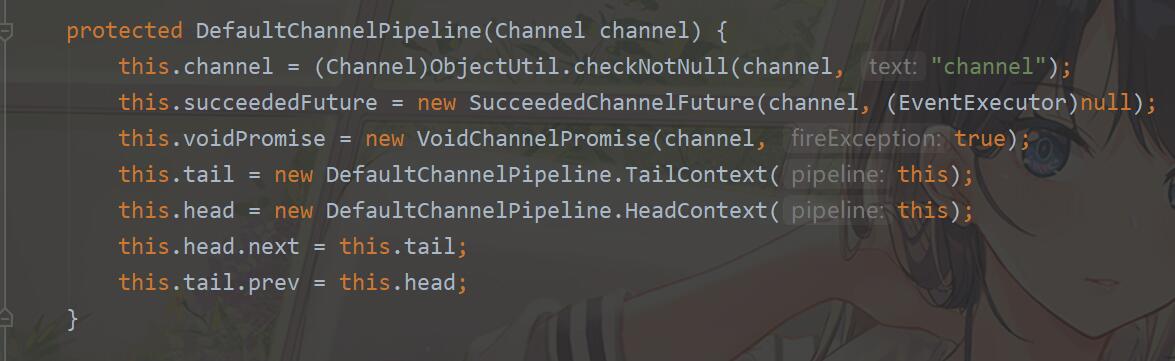 protected DefaultChannelPipeline(Channel channel) {
this.channel = (Channel)ObjectUtil.checkNotNull(channel, text: "channel");
this.succeededFuture = new SucceededChannelFuture(channel, (EventExecutor)null);
this.voidPromise = new VoidChannelPromise(channel, fireException: true);
this.tail = new DefaultChannelPipeline.TailContext( pipeline: this);
this.head = new DefaultChannelPipeline.HeadContext( pipeline: this);
this.head.next = this.tail;
this.tail.prev = this.head;
}